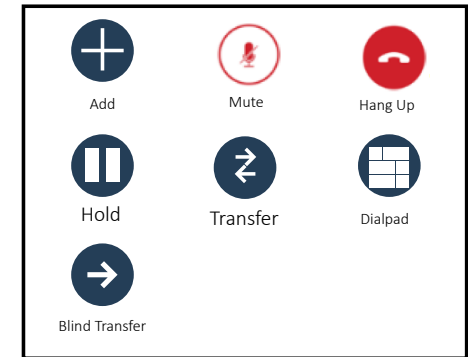 Add
Mute
Hang Up
Hold
Transfer
Dialpad
Blind Transfer